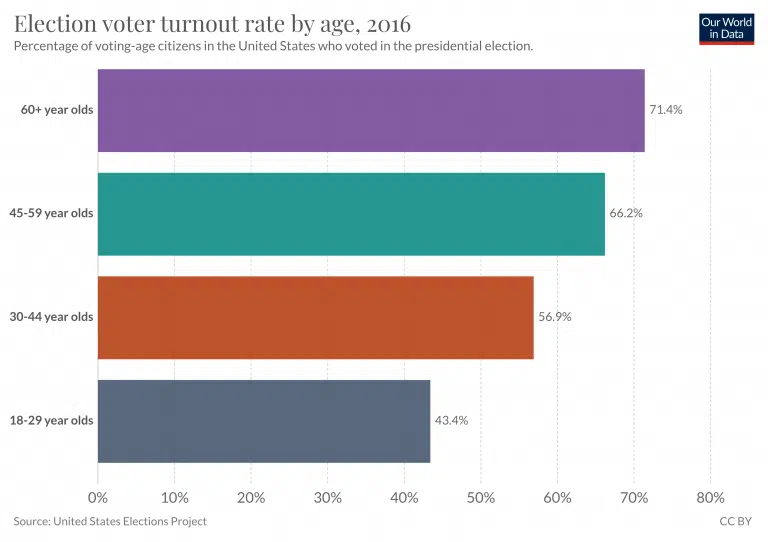 Election voter turnout rate by age, 2016
Percentage of voting-age citizens in the United States who voted in the presidential election.
Our World
in Data
60+ year olds
71.4%
45-59 year olds
66.2%
30-44 year olds
56.9%
18-29 year olds
43.4%
0% 10% 20% 30% 40% 50% 60% 70% 80%
Source: United States Elections Project
CC BY